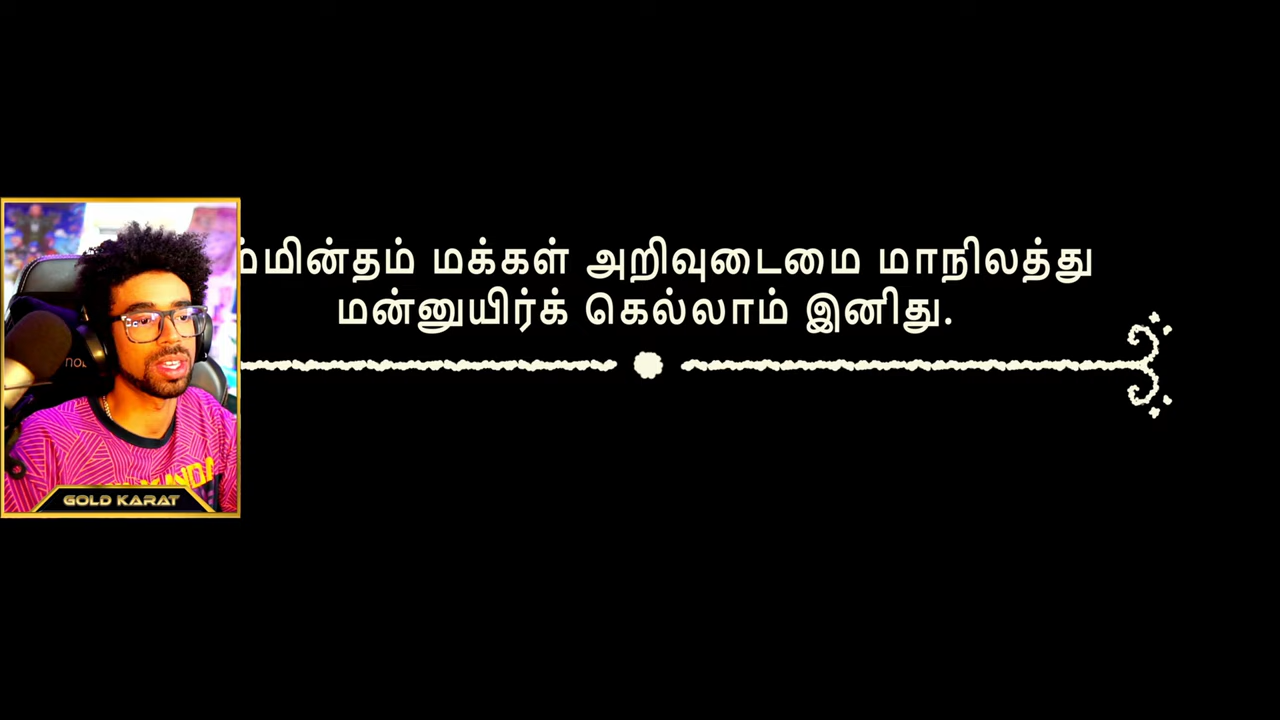 ம்மின்தம் மக்கள் அறிவுடைமை மாநிலத்து
மன்னுயிர்க் கெல்லாம் இனிது.
GOLD KARAT